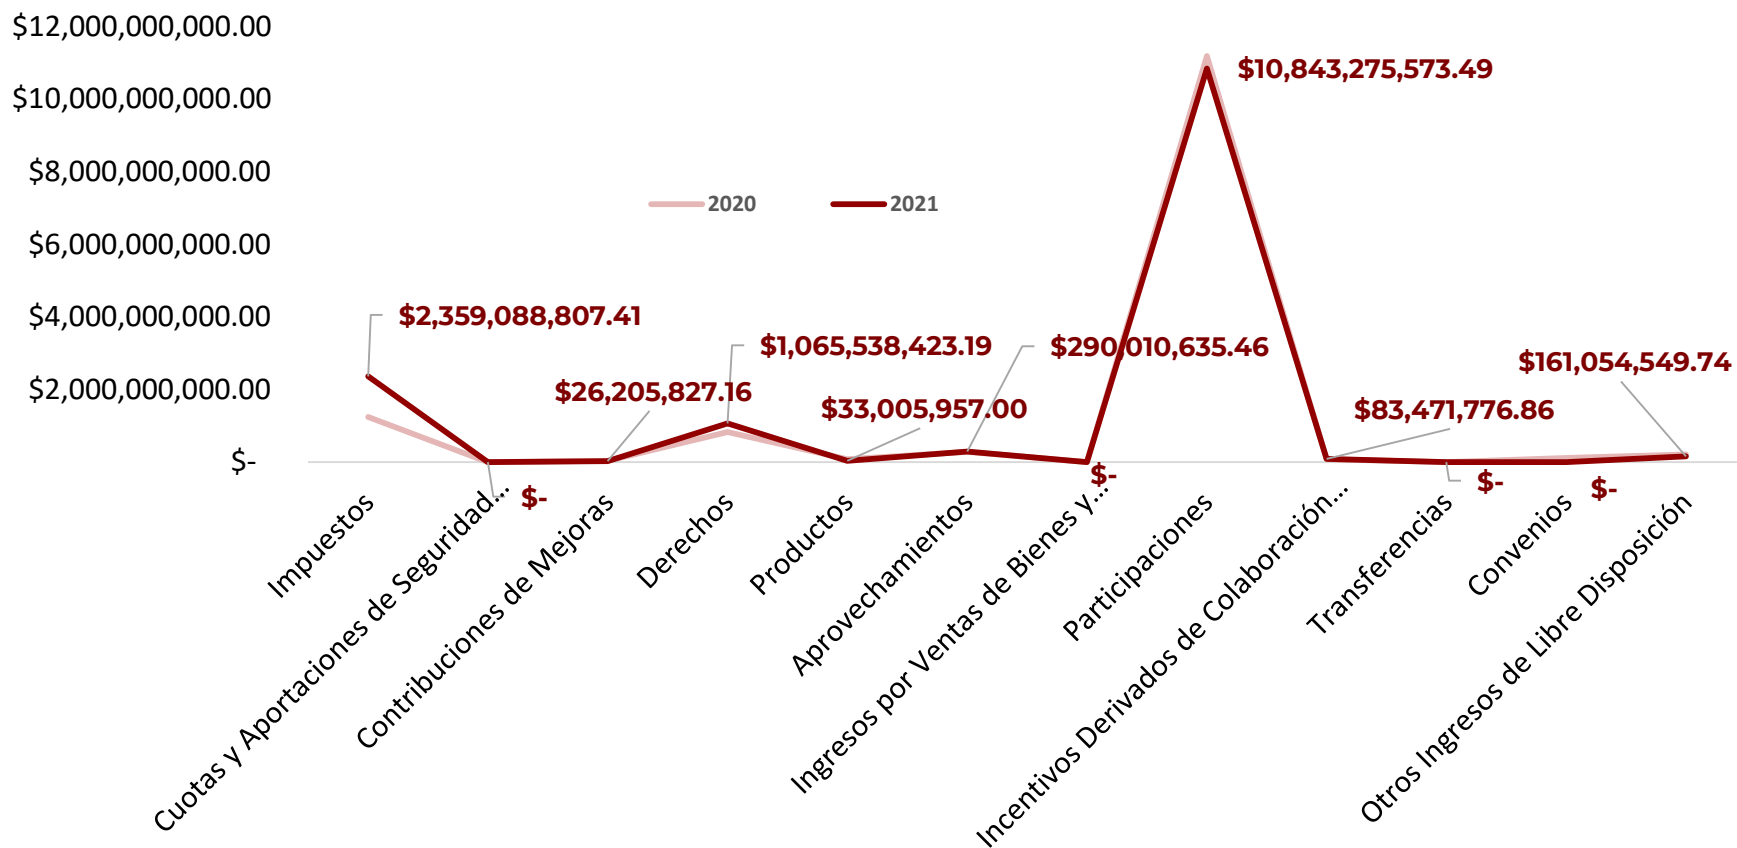 $12,000,000,000.00
$10,000,000,000.00
$8,000,000,000.00
$6,000,000,000.00
$4,000,000,000.00
$2,000,000,000.00
$-
2020
2021
$2,359,088,807.41
$-
$26,205,827.16
$1,065,538,423.19
$33,005,957.00
$290,010,635.46
$-
$10,843,275,573.49
$83,471,776.86
$-
$-
$161,054,549.74
Impuestos
Cuotas y Aportaciones de Seguridad...
Contribuciones de Mejoras
Derechos
Productos
Aprovechamientos
Ingresos por Ventas de Bienes y...
Participaciones
Incentivos Derivados de Colaboración...
Transferencias
Convenios
Otros Ingresos de Libre Disposición